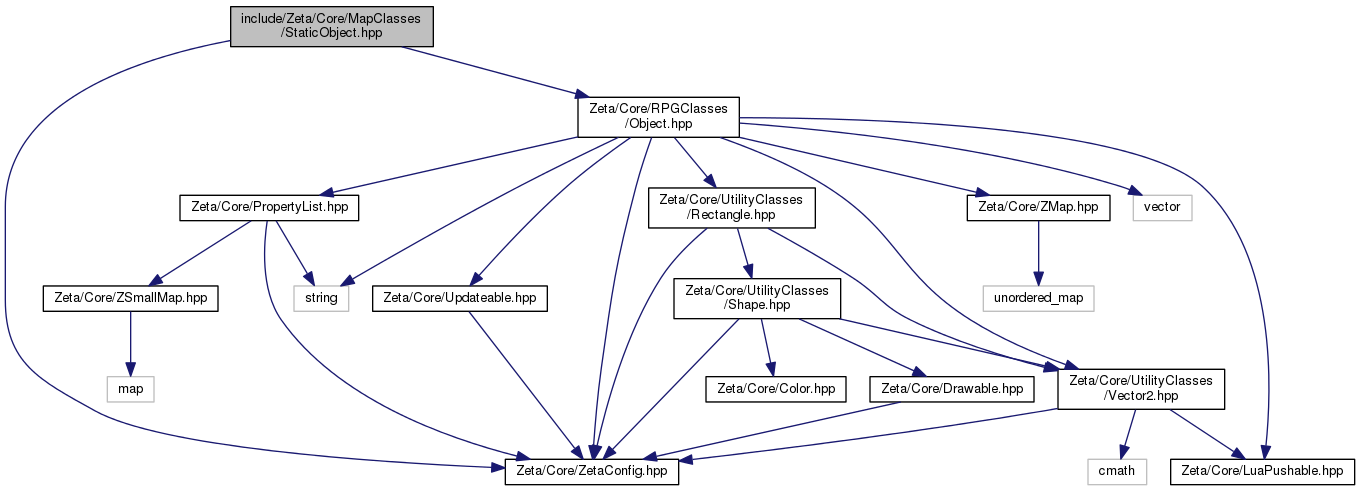 include/Zeta/Core/MapClasses
/StaticObject.hpp
Zeta/Core/RPGClasses
/Object.hpp
Zeta/Core/PropertyList.hpp
Zeta/Core/UtilityClasses
/Rectangle.hpp
Zeta/Core/ZMap.hpp
vector
Zeta/Core/ZSmallMap.hpp
string
Zeta/Core/Updateable.hpp
Zeta/Core/UtilityClasses
/Shape.hpp
unordered_map
map
Zeta/Core/Color.hpp
Zeta/Core/Drawable.hpp
Zeta/Core/UtilityClasses
/Vector2.hpp
Zeta/Core/ZetaConfig.hpp
cmath
Zeta/Core/LuaPushable.hpp